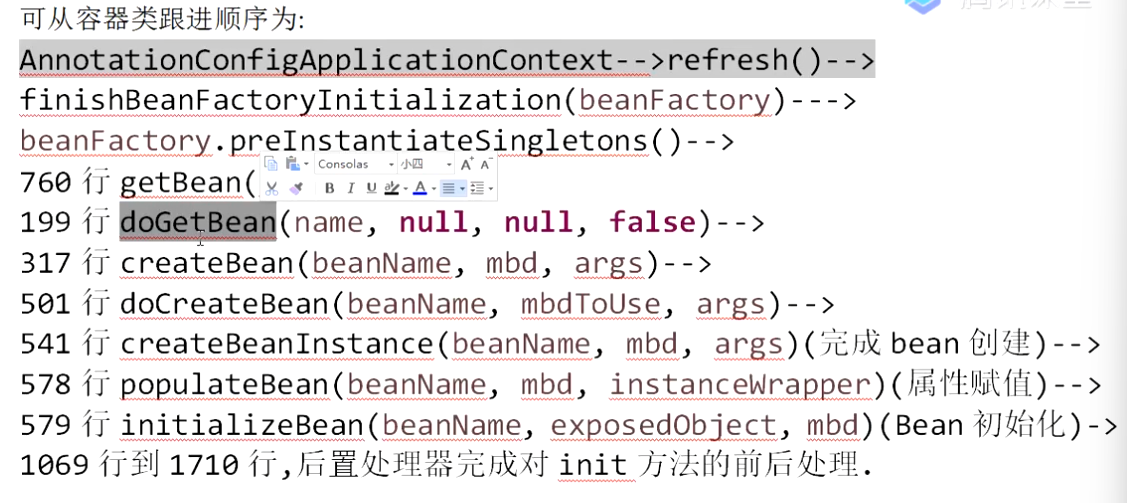 可从容器类跟进顺序为:
AnnotationConfigApplicationContext-->refresh()-->
finishBeanFactoryInitialization(beanFactory)--->
beanFactory.preInstantiateSingletons()-->
760 行 getBean(
Consolas 小四 A+ A-
B I U ab A
199 行 doGetBean(name, null, null, false)-->
317 行 createBean(beanName, mbd, args)-->
501 行 doCreateBean(beanName, mbdToUse, args)-->
541 行 createBeanInstance(beanName, mbd, args)(完成 bean 创建)-->
578 行 populateBean(beanName, mbd, instanceWrapper)(属性赋值)-->
579 行 initializeBean(beanName, exposedObject, mbd)(Bean 初始化)->
1069 行到 1710 行,后置处理器完成对 init 方法的前后处理.